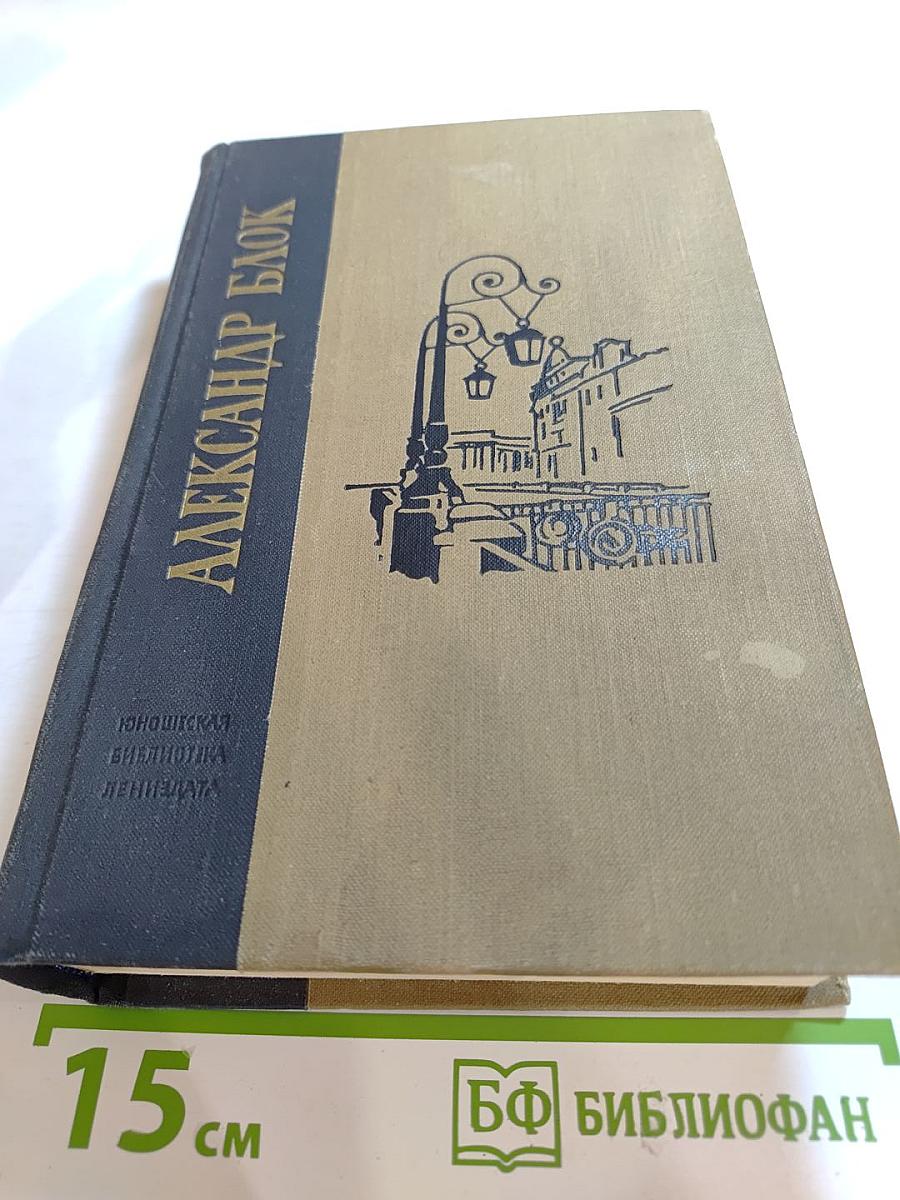 АЛЕКСАНДР БЛОК
ЮНОШЕСКАЯ
БИБЛИОТЕКА
ЛЕНИЗДАТА
15 см
БФ БИБЛИОФАН